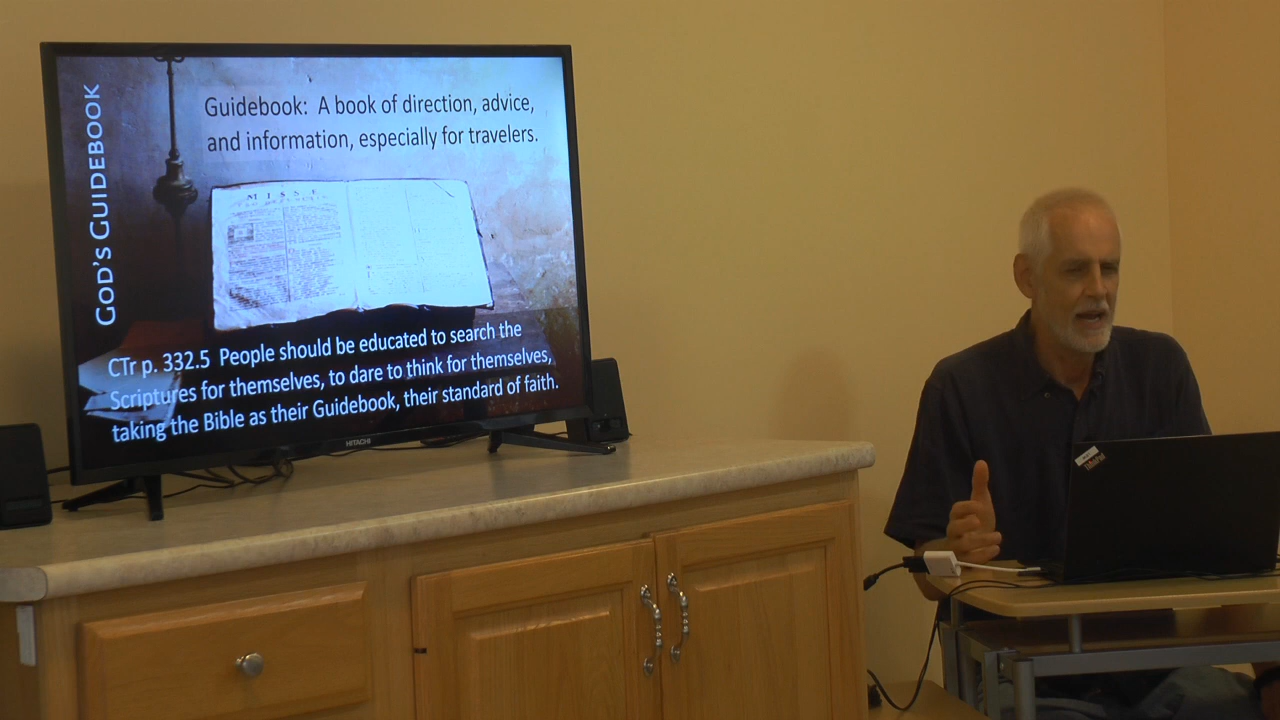 GOD'S GUIDEBOOK
Guidebook: A book of direction, advice,
and information, especially for travelers.
MISSE
CTr p. 332.5 People should be educated to search the
Scriptures for themselves, to dare to think for themselves,
taking the Bible as their Guidebook, their standard of faith.
HITACHI
ThinkPad